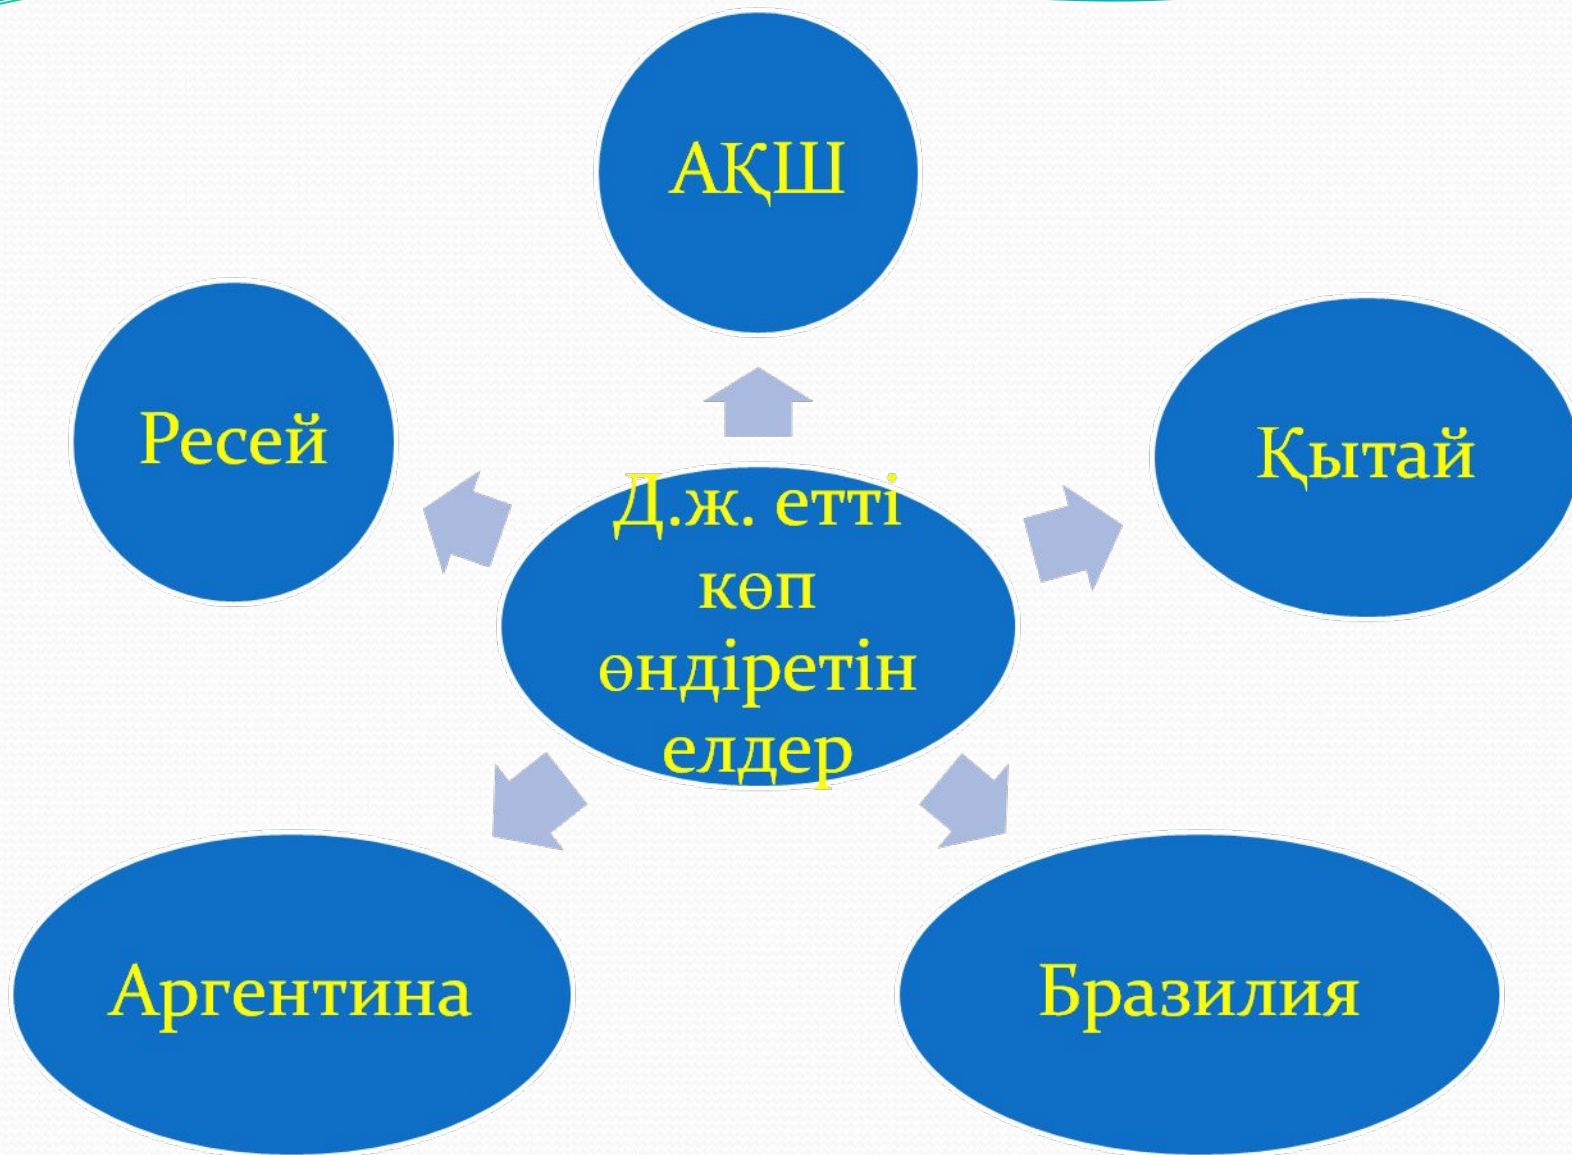 АҚШ
Ресей
Қытай
Д.ж. етті
көп
өндіретін
елдер
Аргентина
Бразилия